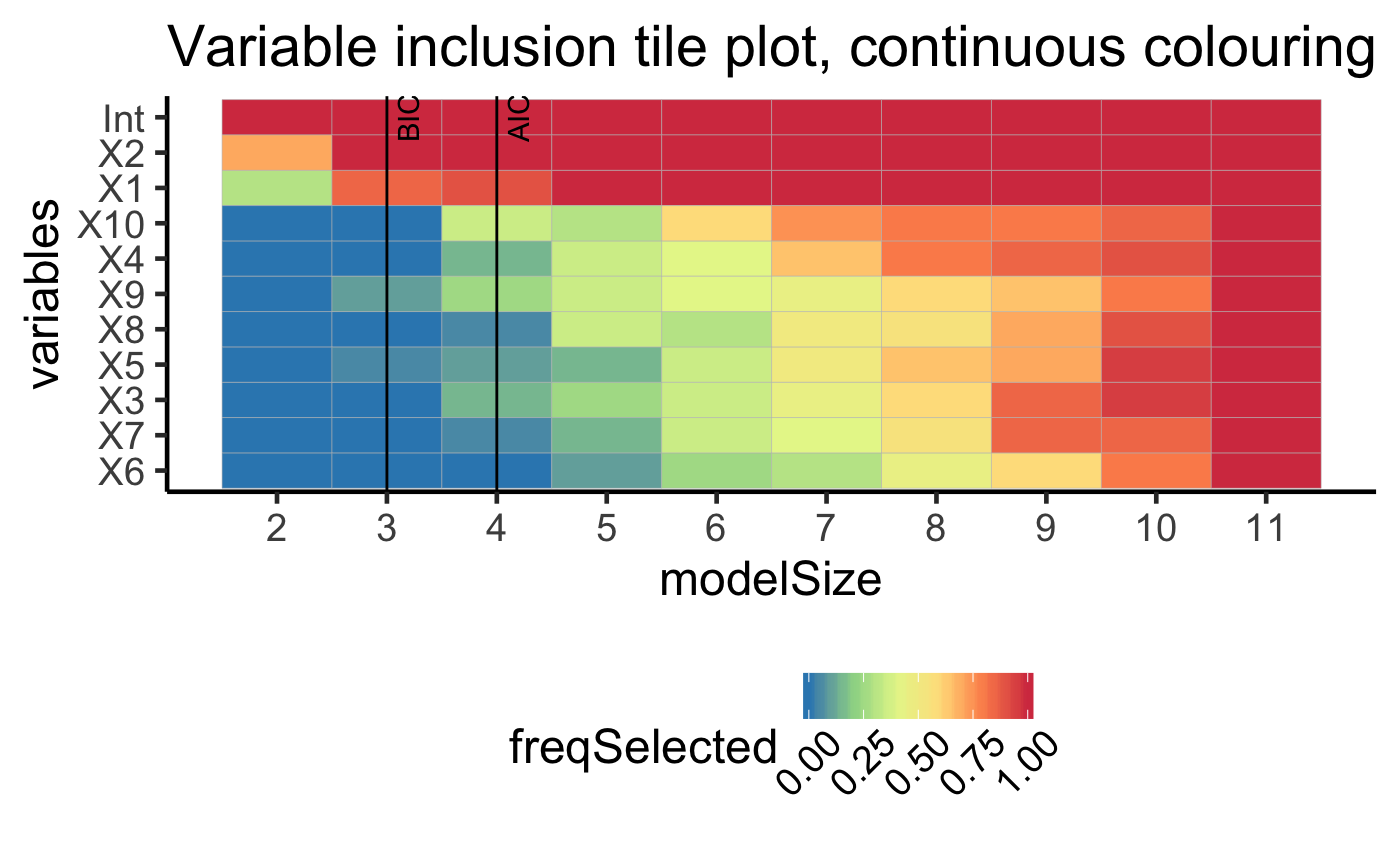 Variable inclusion tile plot, continuous colouring
variables
Int
X2
X1
X10
X4
X9
X8
X5
X3
X7
X6
BIC
AIC
2 3 4 5 6 7 8 9 10 11
modelSize
freqSelected
0.00 0.25 0.50 0.75 1.00